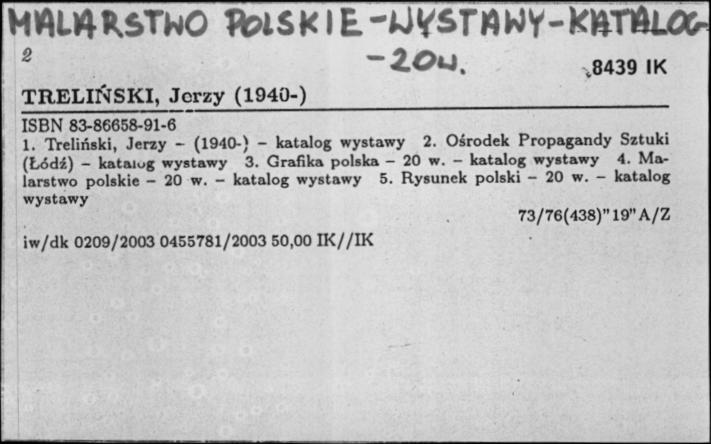 MALARSTWO POLSKIE-WYSTAWY-KATALOG-
-20w.
2
8439 IK
TRELIŃSKI, Jerzy (1940-)
ISBN 83-86658-91-6
1. Treliński, Jerzy – (1940-) – katalog wystawy 2. Ośrodek Propagandy Sztuki
(Łódź) – katalog wystawy 3. Grafika polska – 20 w. – katalog wystawy 4. Ma-
larstwo polskie – 20 w. – katalog wystawy 5. Rysunek polski – 20 w. – katalog
wystawy
73/76(438)"19"A/Z
iw/dk 0209/2003 0455781/2003 50,00 IK//IK